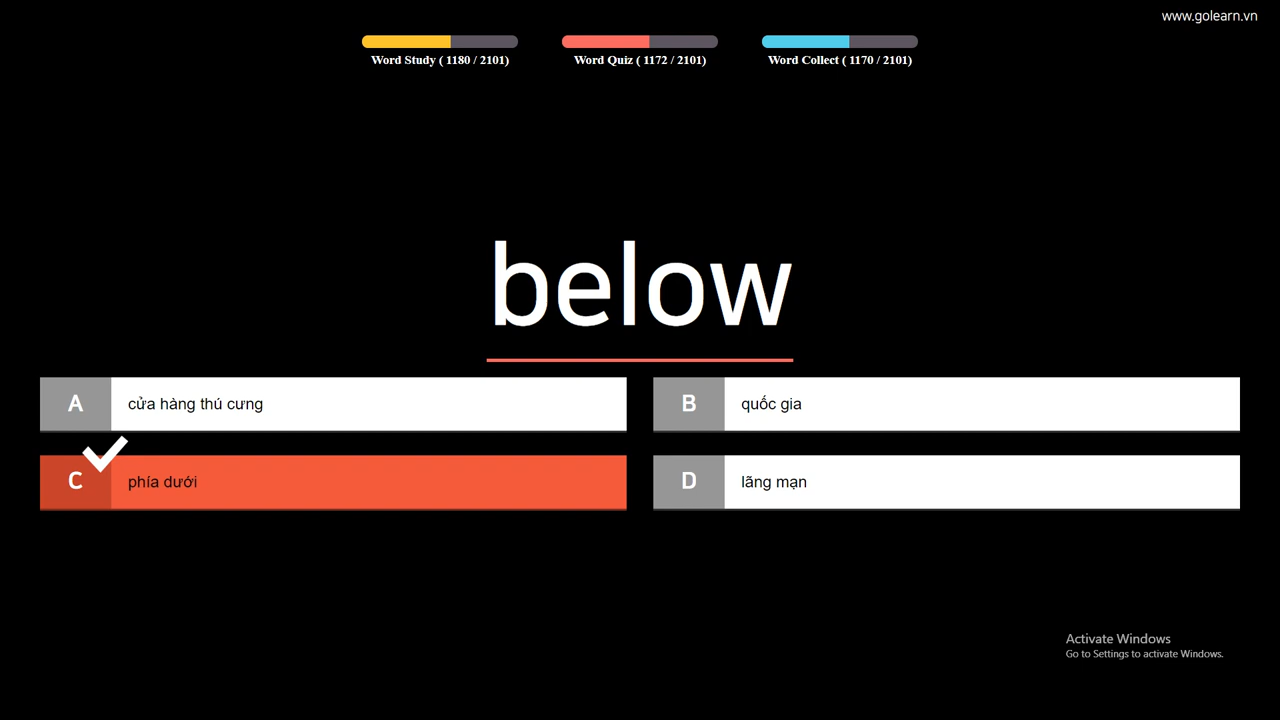 www.golearn.vn
Word Study ( 1180 / 2101)
Word Quiz ( 1172 / 2101)
Word Collect ( 1170 / 2101)
below
A cửa hàng thú cưng
B quốc gia
C phía dưới
D lãng mạn
Activate Windows
Go to Settings to activate Windows.